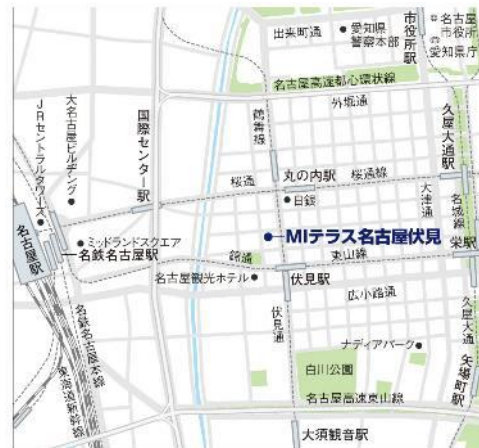 出来町通
愛知県
警察本部
市役所駅
名古屋
市役所
愛知県庁
名古屋高速都心環状線
外堀通
鶴舞線
国際センター駅
大名古屋ビルヂング
JRセントラルタワーズ
久屋大通駅
丸の内駅
桜通線
桜通
日銀
大津通
名城線
名古屋駅
ミッドランドスクエア
名鉄名古屋駅
MIテラス名古屋伏見
錦通
東山線
栄駅
名古屋観光ホテル
伏見駅
広小路通
伏見通
久屋大通
名鉄名古屋本線
東海道新幹線
ナディアパーク
矢場町駅
白川公園
名古屋高速東山線
大須観音駅